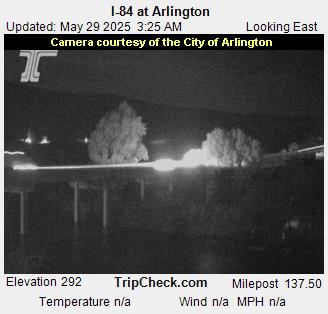 I-84 at Arlington
Updated: May 29 2025 3:25 AM Looking East
Camera courtesy of the City of Arlington
Elevation 292 TripCheck.com Milepost 137.50
Temperature n/a Wind n/a MPH n/a